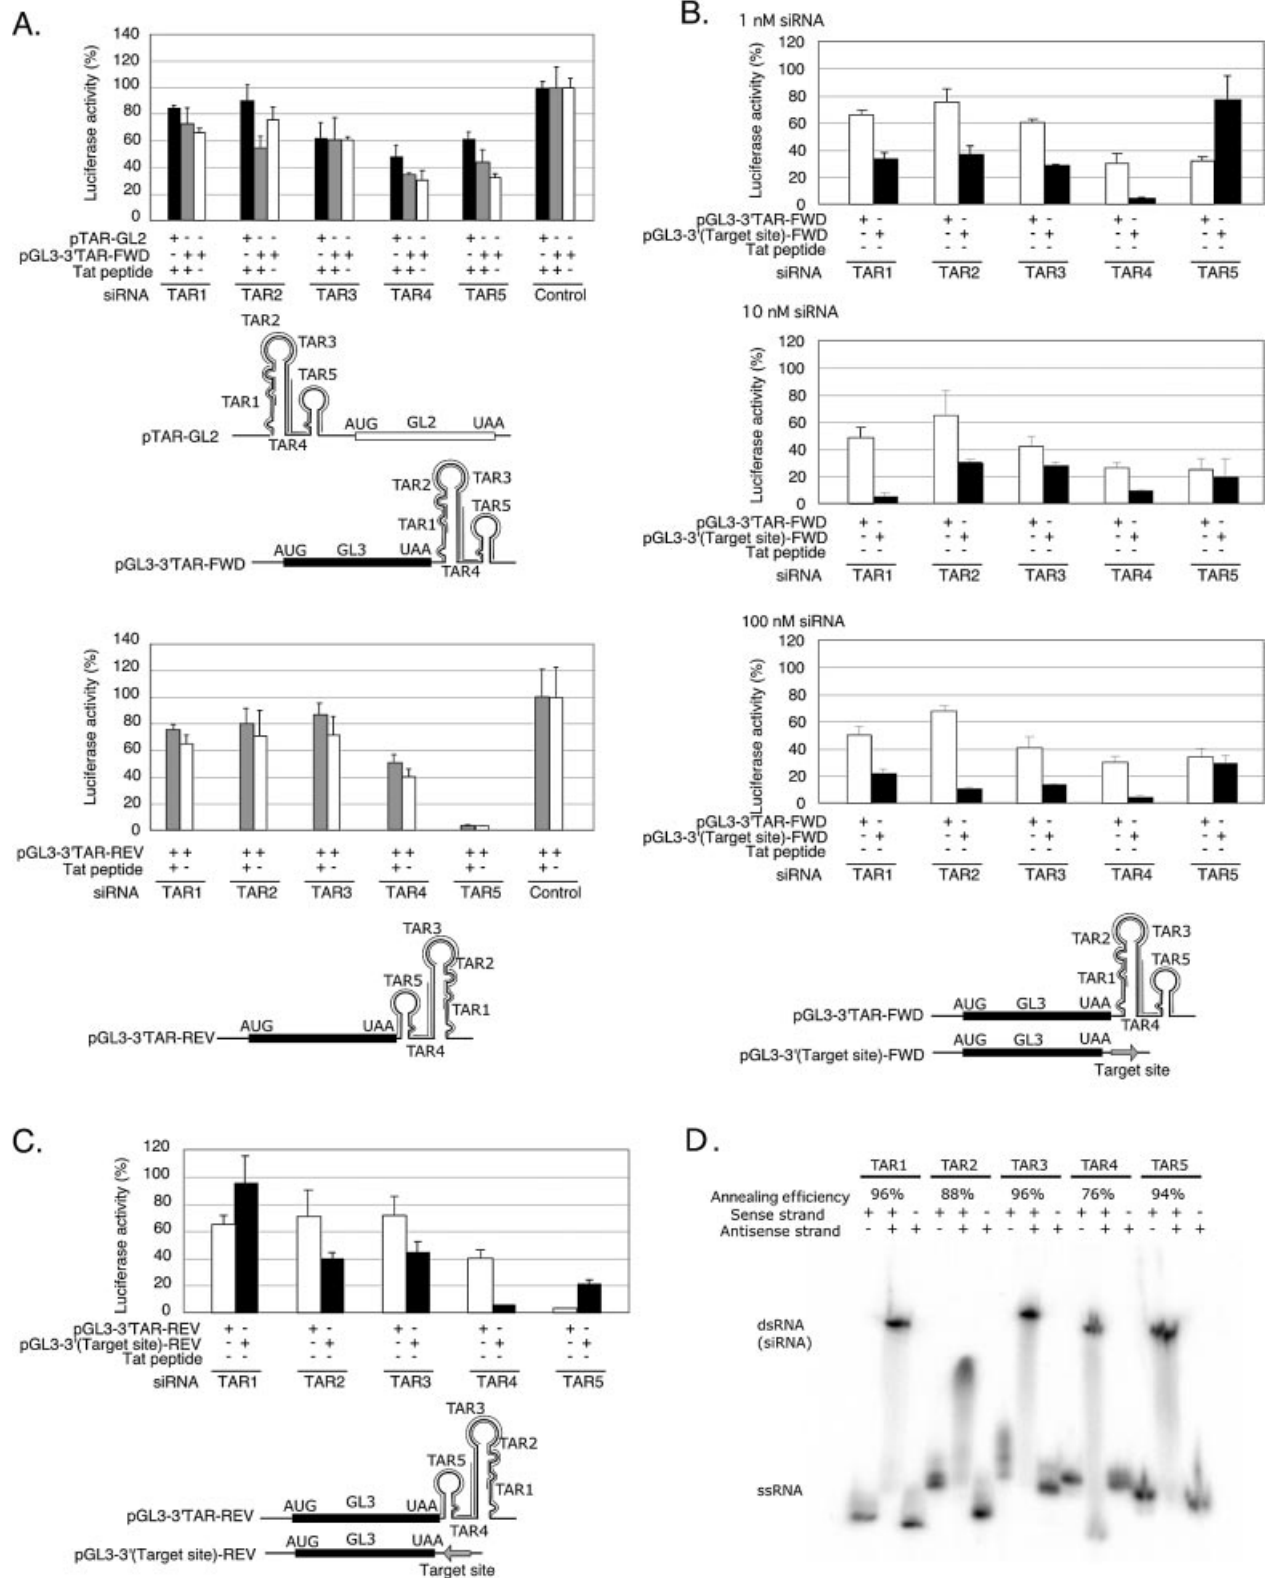 A.
140
120
100
80
60
40
20
0
Luciferase activity (%)
pTAR-GL2 + - - + - - + - - + - - + - - + - -
pGL3-3'TAR-FWD - + + - + + - + + - + + - + + - + +
Tat peptide + + - + + - + + - + + - + + - + + -
siRNA TAR1 TAR2 TAR3 TAR4 TAR5 Control
TAR2
TAR3
TAR5
TAR1
AUG GL2 UAA
pTAR-GL2
TAR4
TAR2 TAR3
TAR5
TAR1
AUG GL3 UAA
pGL3-3'TAR-FWD
TAR4
140
120
100
80
60
40
20
0
Luciferase activity (%)
pGL3-3'TAR-REV + + + + + + + + + + + +
Tat peptide + - + - + - + - + - + -
siRNA TAR1 TAR2 TAR3 TAR4 TAR5 Control
TAR3
TAR2
TAR5
TAR1
AUG UAA
pGL3-3'TAR-REV
TAR4
B.
1 nM siRNA
120
100
80
60
40
20
0
Luciferase activity (%)
pGL3-3'TAR-FWD + - + - + - + - + -
pGL3-3'(Target site)-FWD - + - + - + - + - +
Tat peptide - - - - - - - - - -
siRNA TAR1 TAR2 TAR3 TAR4 TAR5
10 nM siRNA
120
100
80
60
40
20
0
Luciferase activity (%)
pGL3-3'TAR-FWD + - + - + - + - + -
pGL3-3'(Target site)-FWD - + - + - + - + - +
Tat peptide - - - - - - - - - -
siRNA TAR1 TAR2 TAR3 TAR4 TAR5
100 nM siRNA
120
100
80
60
40
20
0
Luciferase activity (%)
pGL3-3'TAR-FWD + - + - + - + - + -
pGL3-3'(Target site)-FWD - + - + - + - + - +
Tat peptide - - - - - - - - - -
siRNA TAR1 TAR2 TAR3 TAR4 TAR5
TAR2 TAR3
TAR5
TAR1
AUG GL3 UAA
pGL3-3'TAR-FWD
TAR4
AUG GL3 UAA
pGL3-3'(Target site)-FWD
Target site
C.
120
100
80
60
40
20
0
Luciferase activity (%)
pGL3-3'TAR-REV + - + - + - + - + -
pGL3-3'(Target site)-REV - + - + - + - + - +
Tat peptide - - - - - - - - - -
siRNA TAR1 TAR2 TAR3 TAR4 TAR5
TAR3
TAR2
TAR5
TAR1
AUG GL3 UAA
pGL3-3'TAR-REV
TAR4
AUG GL3 UAA
pGL3-3'(Target site)-REV
Target site
D.
TAR1 TAR2 TAR3 TAR4 TAR5
Annealing efficiency 96% 88% 96% 76% 94%
Sense strand + + - + + - + + - + + - + + -
Antisense strand - + + - + + - + + - + + - + +
dsRNA
(siRNA)
ssRNA